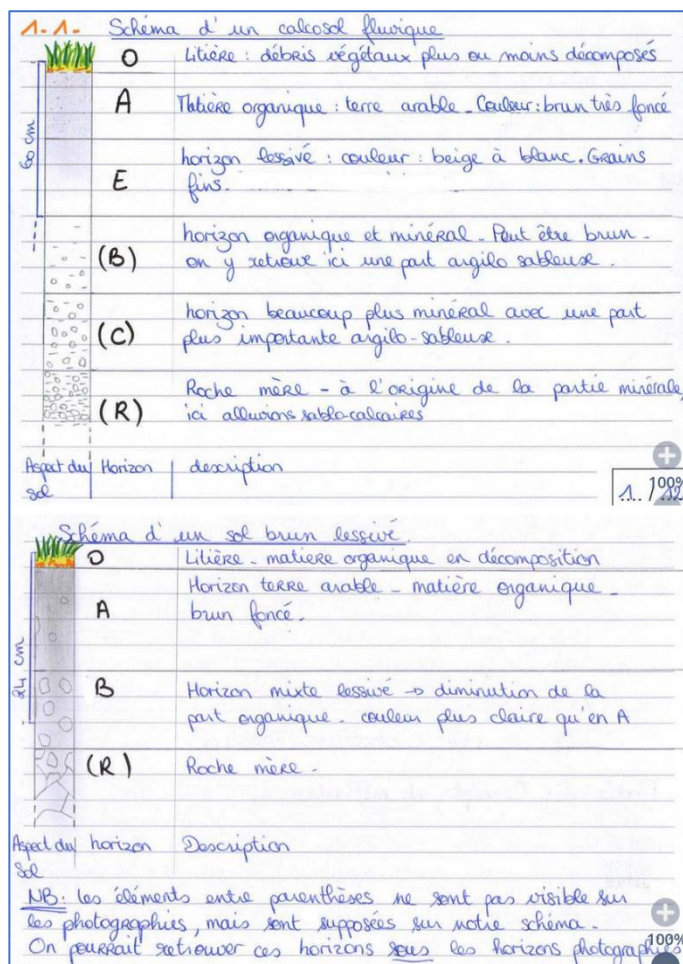 1.1. Schéma d'un calcosol fluvique
O Litière : débris végétaux plus ou moins décomposés
A Matière organique : terre arable. Couleur : brun très foncé
60 cm
E horizon lessivé : couleur : beige à blanc. Grains
fins.
(B) horizon organique et minéral. Peut être brun.
on y retrouve ici une part argilo sableuse.
(C) horizon beaucoup plus minéral avec une part
plus importante argilo-sableuse.
(R) Roche mère - à l'origine de la partie minérale,
ici alluvions sablo-calcaires
Aspect du sol Horizon description
100%
1. / 12
Schéma d'un sol brun lessivé.
O Litière - matière organique en décomposition
A Horizon terre arable - matière organique -
brun foncé.
24 cm
B Horizon mixte lessivé → diminution de la
part organique. couleur plus claire qu'en A
(R) Roche mère.
Aspect du sol horizon Description
NB : les éléments entre parenthèses ne sont pas visible sur
les photographies, mais sont supposées sur notre schéma.
On pourrait retrouver ces horizons sous les horizons photographiés
100%